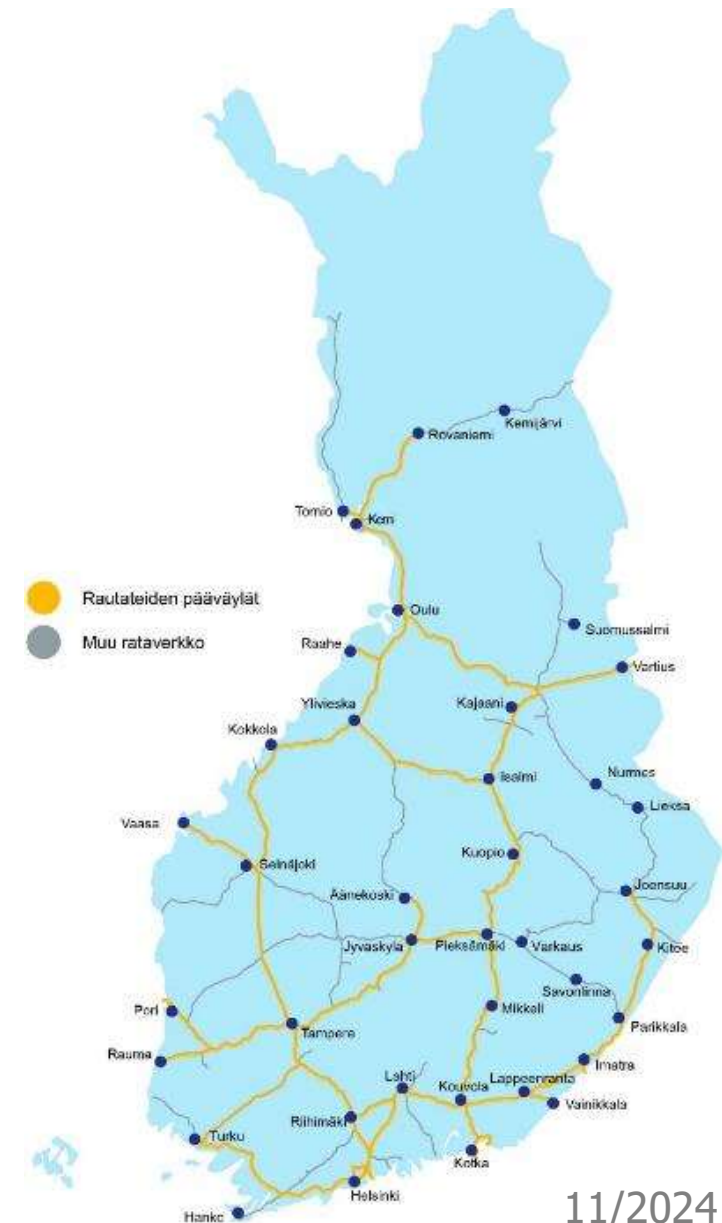 Rovaniemi
Kemijärvi
Tornio
Kem
Rautateiden pääväylät
Oulu
Muu rataverkko
Suomussalmi
Raahe
Vartius
Ylivieska
Kajaani
Kokkola
Iisalmi
Nurmes
Lieksa
Vaasa
Kuopio
Seinäjoki
Joensuu
Äänekoski
Jyvaskyla
Pieksämäki
Varkaus
Kitee
Savonlinna
Mikkeli
Pori
Parikkala
Tampere
Rauma
Imatra
Lahti
Kouvola
Lappeenranta
Vainikkala
Riihimäki
Turku
Kotka
Helsinki
Hanko
11/2024